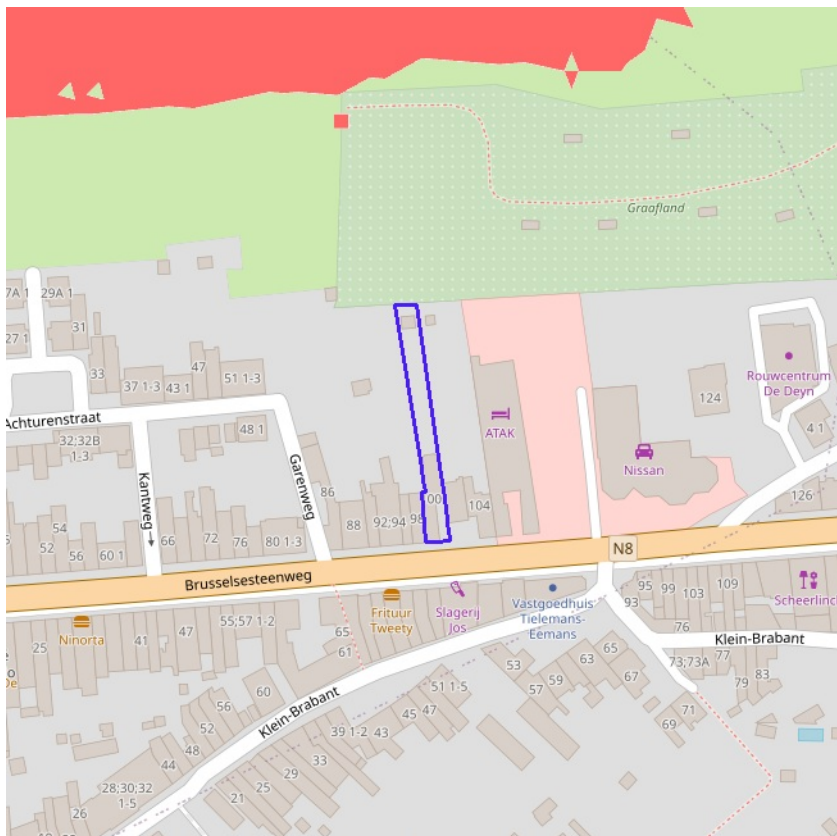 Graafland
29A 1
31
33
37 1-3
43 1
47
51 1-3
Achturenstraat
32;32B
1-3
48 1
Kantweg →
Garenweg
ATAK
Nissan
124
Rouwcentrum
De Deyn
4 1
126
86
88
92;94
98
104
54
52
56
60 1
66
72
76
80 1-3
N8
Brusselsesteenweg
Ninorta
25
41
47
55;57 1-2
65
61
Frituur
Tweety
Slagerij
Jos
Vastgoedhuis
Tielemans-
Eemans
95
99
103
109
93
Scheerlinck
76
Klein-Brabant
73;73A
77
79
83
71
69
53
57
59
63
65
67
51 1-5
47
45
43
39 1-2
33
29
25
21
Klein-Brabant
60
56
52
48
44
28;30;32
1-5
26